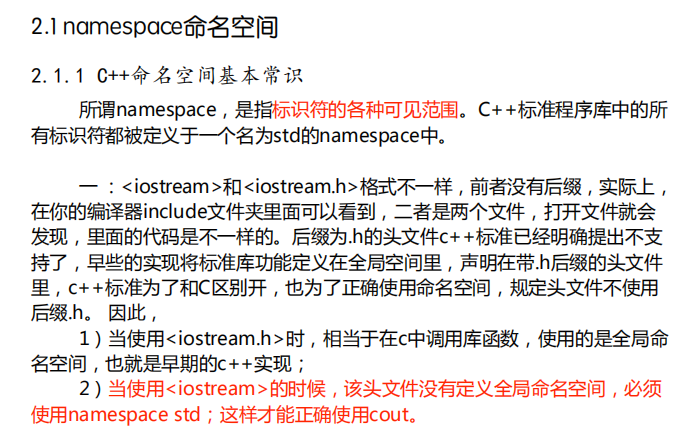 2.1 namespace命名空间
2.1.1 C++命名空间基本常识
所谓namespace，是指标识符的各种可见范围。C++标准程序库中的所
有标识符都被定义于一个名为std的namespace中。
一 ：<iostream>和<iostream.h>格式不一样，前者没有后缀，实际上，
在你的编译器include文件夹里面可以看到，二者是两个文件，打开文件就会
发现，里面的代码是不一样的。后缀为.h的头文件c++标准已经明确提出不支
持了，早些的实现将标准库功能定义在全局空间里，声明在带.h后缀的头文件
里，c++标准为了和C区别开，也为了正确使用命名空间，规定头文件不使用
后缀.h。 因此，
1）当使用<iostream.h>时，相当于在c中调用库函数，使用的是全局命
名空间，也就是早期的c++实现；
2）当使用<iostream>的时候，该头文件没有定义全局命名空间，必须
使用namespace std；这样才能正确使用cout。